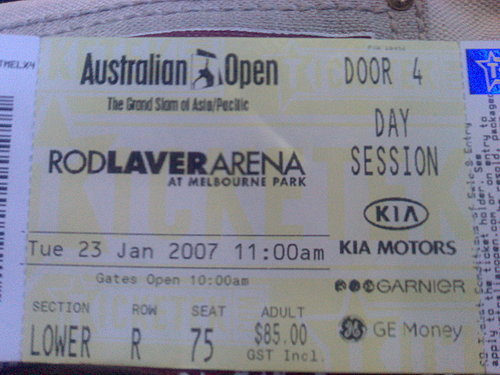 Australian Open
The Grand Slam of Asia/Pacific
DOOR 4
DAY
SESSION
RODLAVERARENA
AT MELBOURNE PARK
KIA
KIA MOTORS
Tue 23 Jan 2007 11:00am
Gates Open 10:00am
GARNIER
GE Money
SECTION ROW SEAT ADULT
LOWER R 75 $85.00
GST Incl.